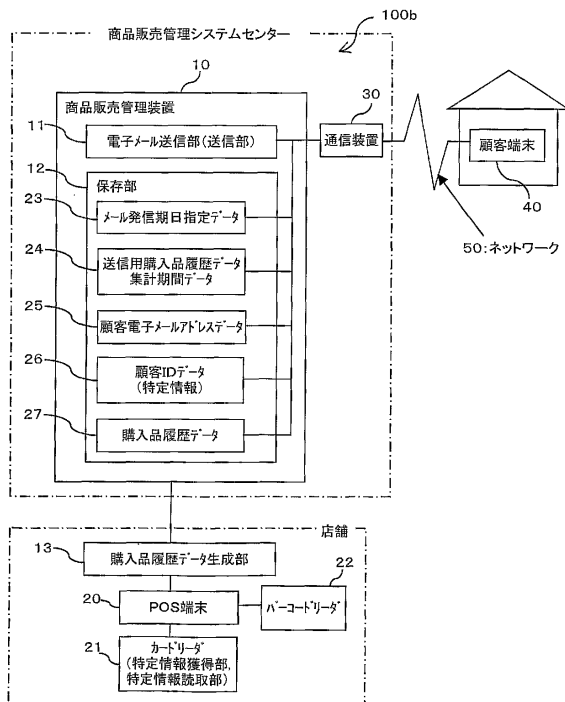 100b
商品販売管理システムセンター
10
商品販売管理装置
30
11
電子メール送信部(送信部)
通信装置
顧客端末
40
12
保存部
23
メール発信期日指定データ
50:ネットワーク
24
送信用購入品履歴データ
集計期間データ
25
顧客電子メールアドレスデータ
26
顧客IDデータ
(特定情報)
27
購入品履歴データ
店舗
13
購入品履歴データ生成部
22
20
POS端末
バーコードリーダ
21
カードリーダ
(特定情報獲得部,
特定情報読取部)